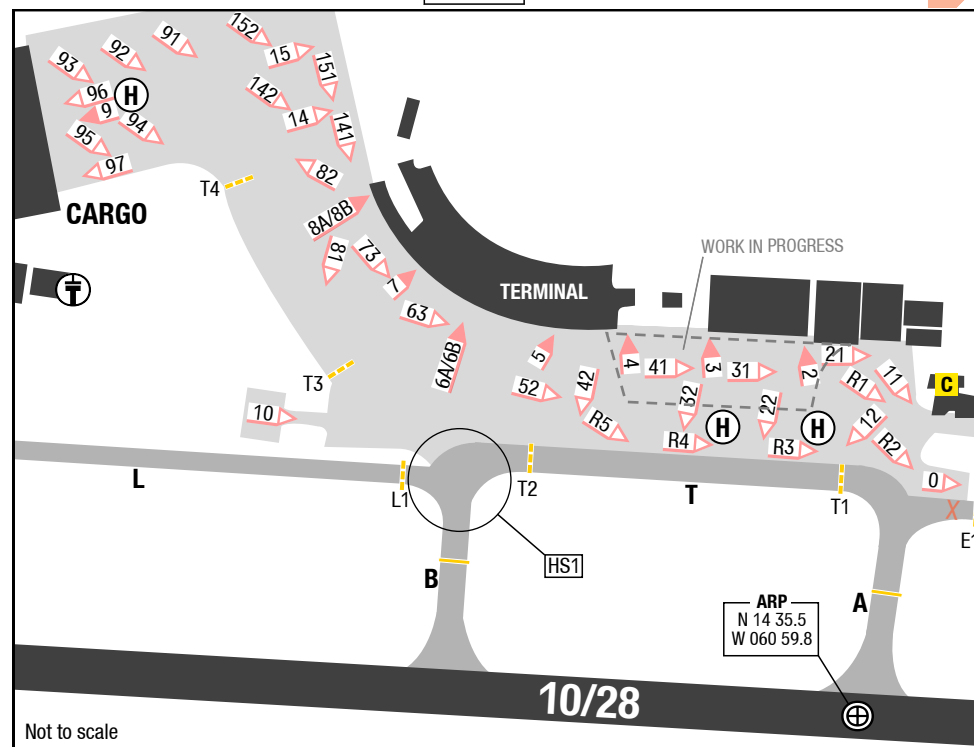 152
91
92
15
93
151
96
H
142
9
14
94
141
95
97
82
T4
CARGO
8A/8B
WORK IN PROGRESS
81
73
7
TERMINAL
63
6A/6B
5
4
41
3
31
2
21
R1
11
C
T3
52
42
32
22
12
10
R5
R4
H
R3
H
R2
L
L1
T2
T
T1
0
E1
HS1
B
A
ARP
N 14 35.5
W 060 59.8
10/28
Not to scale